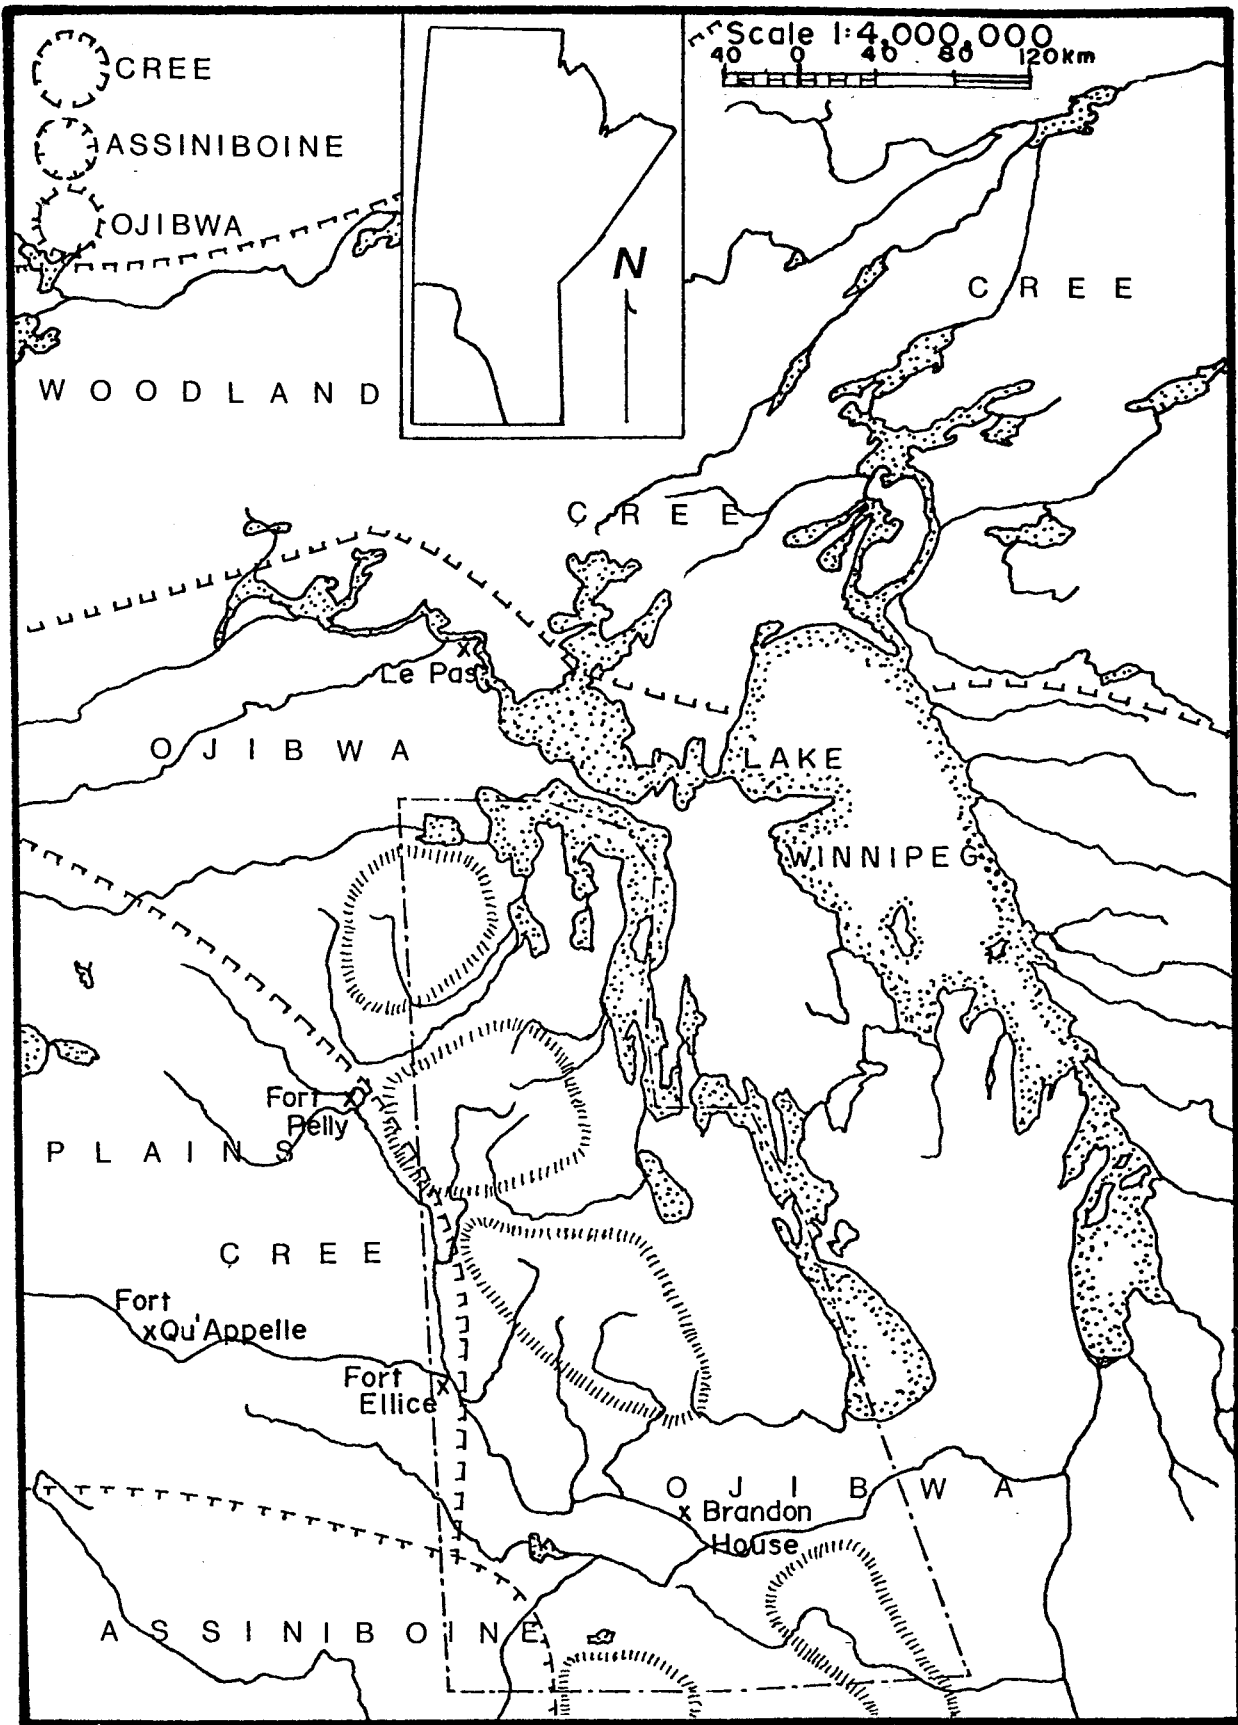 Scale 1:4,000,000
40 0 40 80 120km
CREE
ASSINIBOINE
OJIBWA
N
CREE
WOODLAND
CREE
Le Pas
OJIBWA
LAKE
WINNIPEG
Fort
Pelly
PLAINS
CREE
Fort
Qu'Appelle
Fort
Ellice
OJIBWA
Brandon
House
ASSINIBOINE